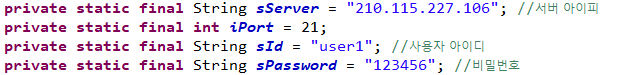 private static final String sServer = "210.115.227.106"; //서버 아이피
private static final int iPort = 21;
private static final String sId = "user1"; //사용자 아이디
private static final String sPassword = "123456"; //비밀번호